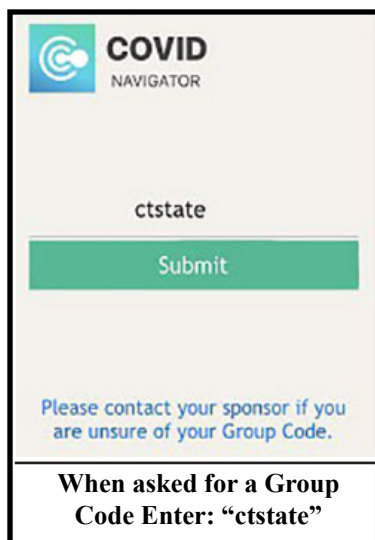 COVID
NAVIGATOR
ctstate
Submit
Please contact your sponsor if you
are unsure of your Group Code.
When asked for a Group
Code Enter: “ctstate”